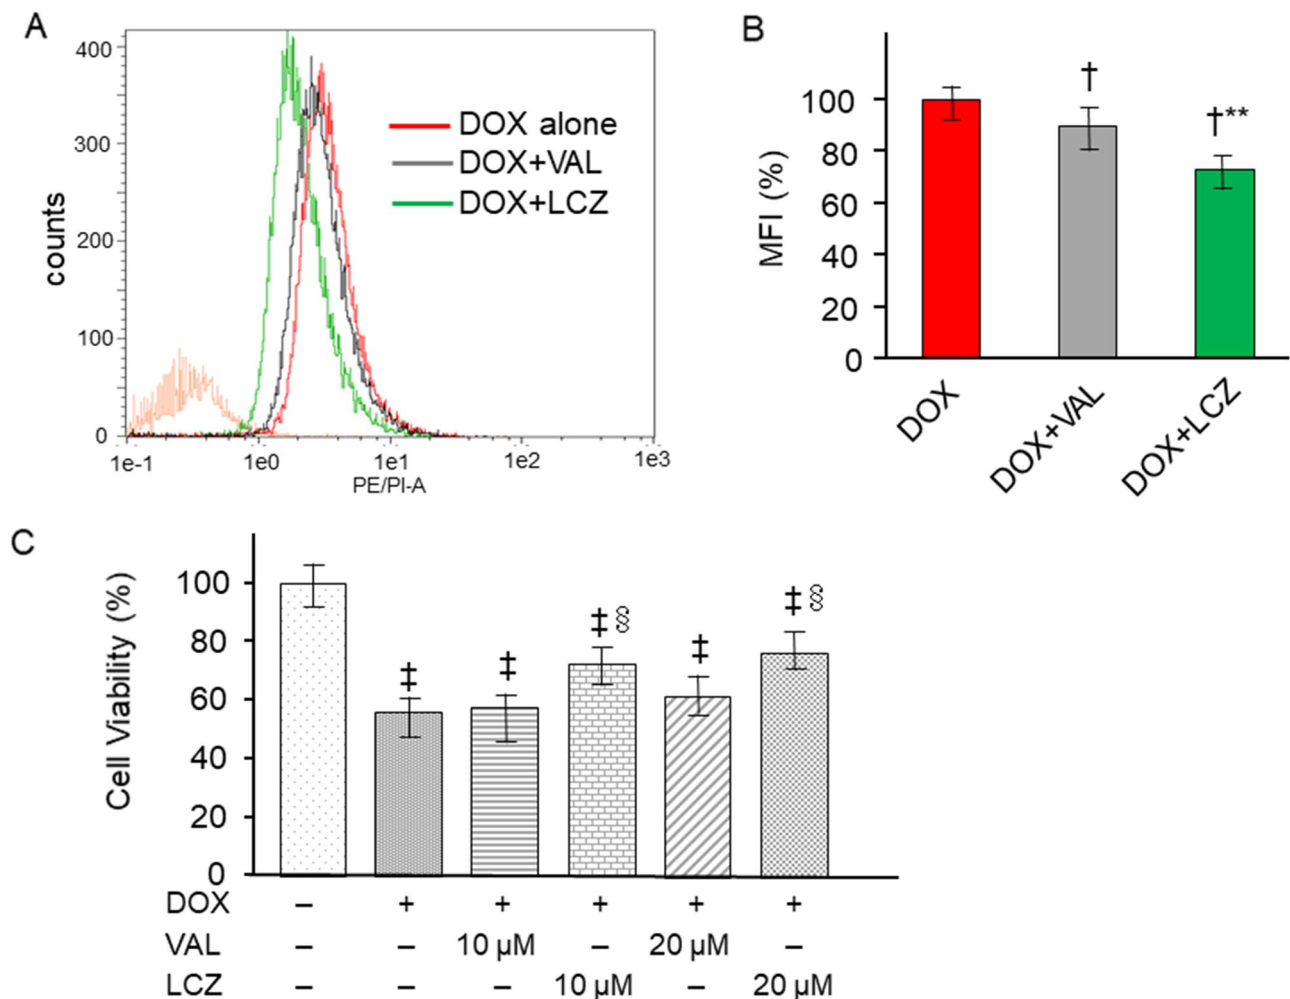 A
400
300
200
100
0
counts
1e-1 1e0 1e1 1e2 1e3
PE/PI-A
DOX alone
DOX+VAL
DOX+LCZ
B
MFI (%)
100
80
60
40
20
0
†
†**
DOX DOX+VAL DOX+LCZ
C
Cell Viability (%)
100
80
60
40
20
0
‡ ‡ ‡§ ‡ ‡§
DOX – + + + + +
VAL – – 10 µM – 20 µM –
LCZ – – – 10 µM – 20 µM